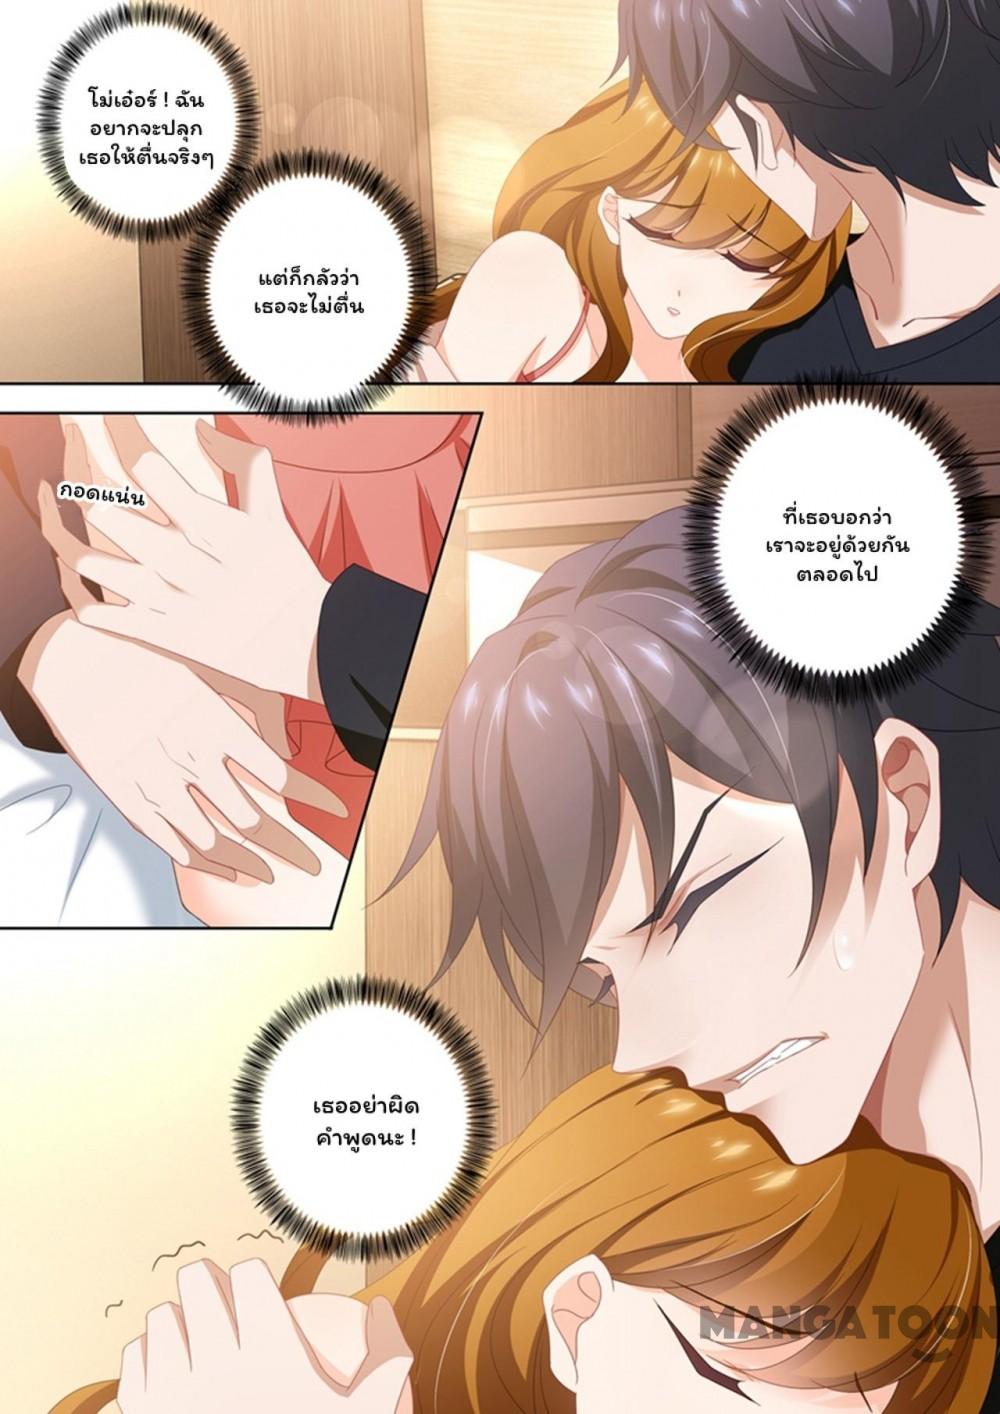 โม่เอ๋อร์ ! ฉัน
อยากจะปลุก
เธอให้ตื่นจริงๆ
แต่ก็กลัวว่า
เธอจะไม่ตื่น
กอดแน่น
ที่เธอบอกว่า
เราจะอยู่ด้วยกัน
ตลอดไป
เธออย่าผิด
คำพูดนะ !
MANGATOON